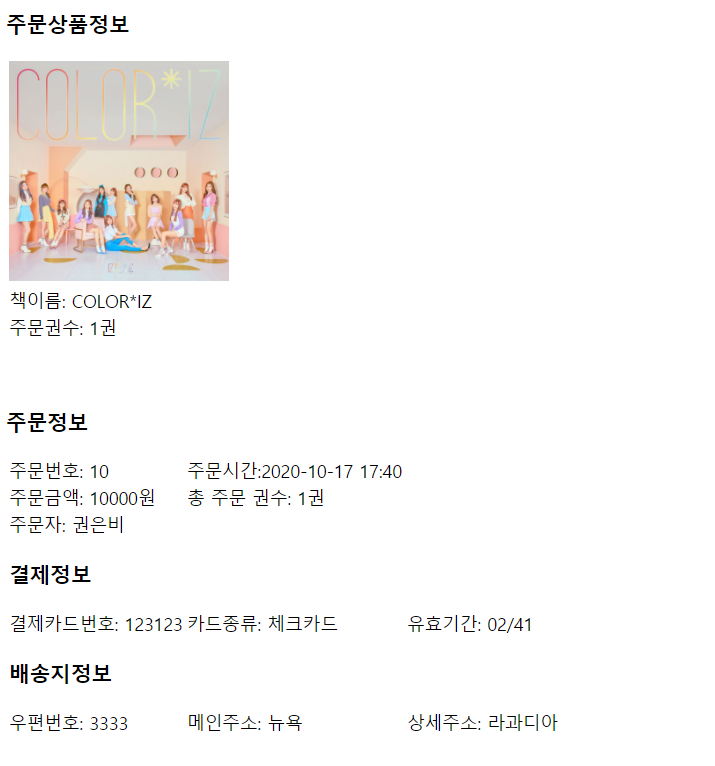 주문상품정보
COLOR*IZ
책이름: COLOR*IZ
주문권수: 1권
주문정보
주문번호: 10 주문시간:2020-10-17 17:40
주문금액: 10000원 총 주문 권수: 1권
주문자: 권은비
결제정보
결제카드번호: 123123 카드종류: 체크카드 유효기간: 02/41
배송지정보
우편번호: 3333 메인주소: 뉴욕 상세주소: 라과디아